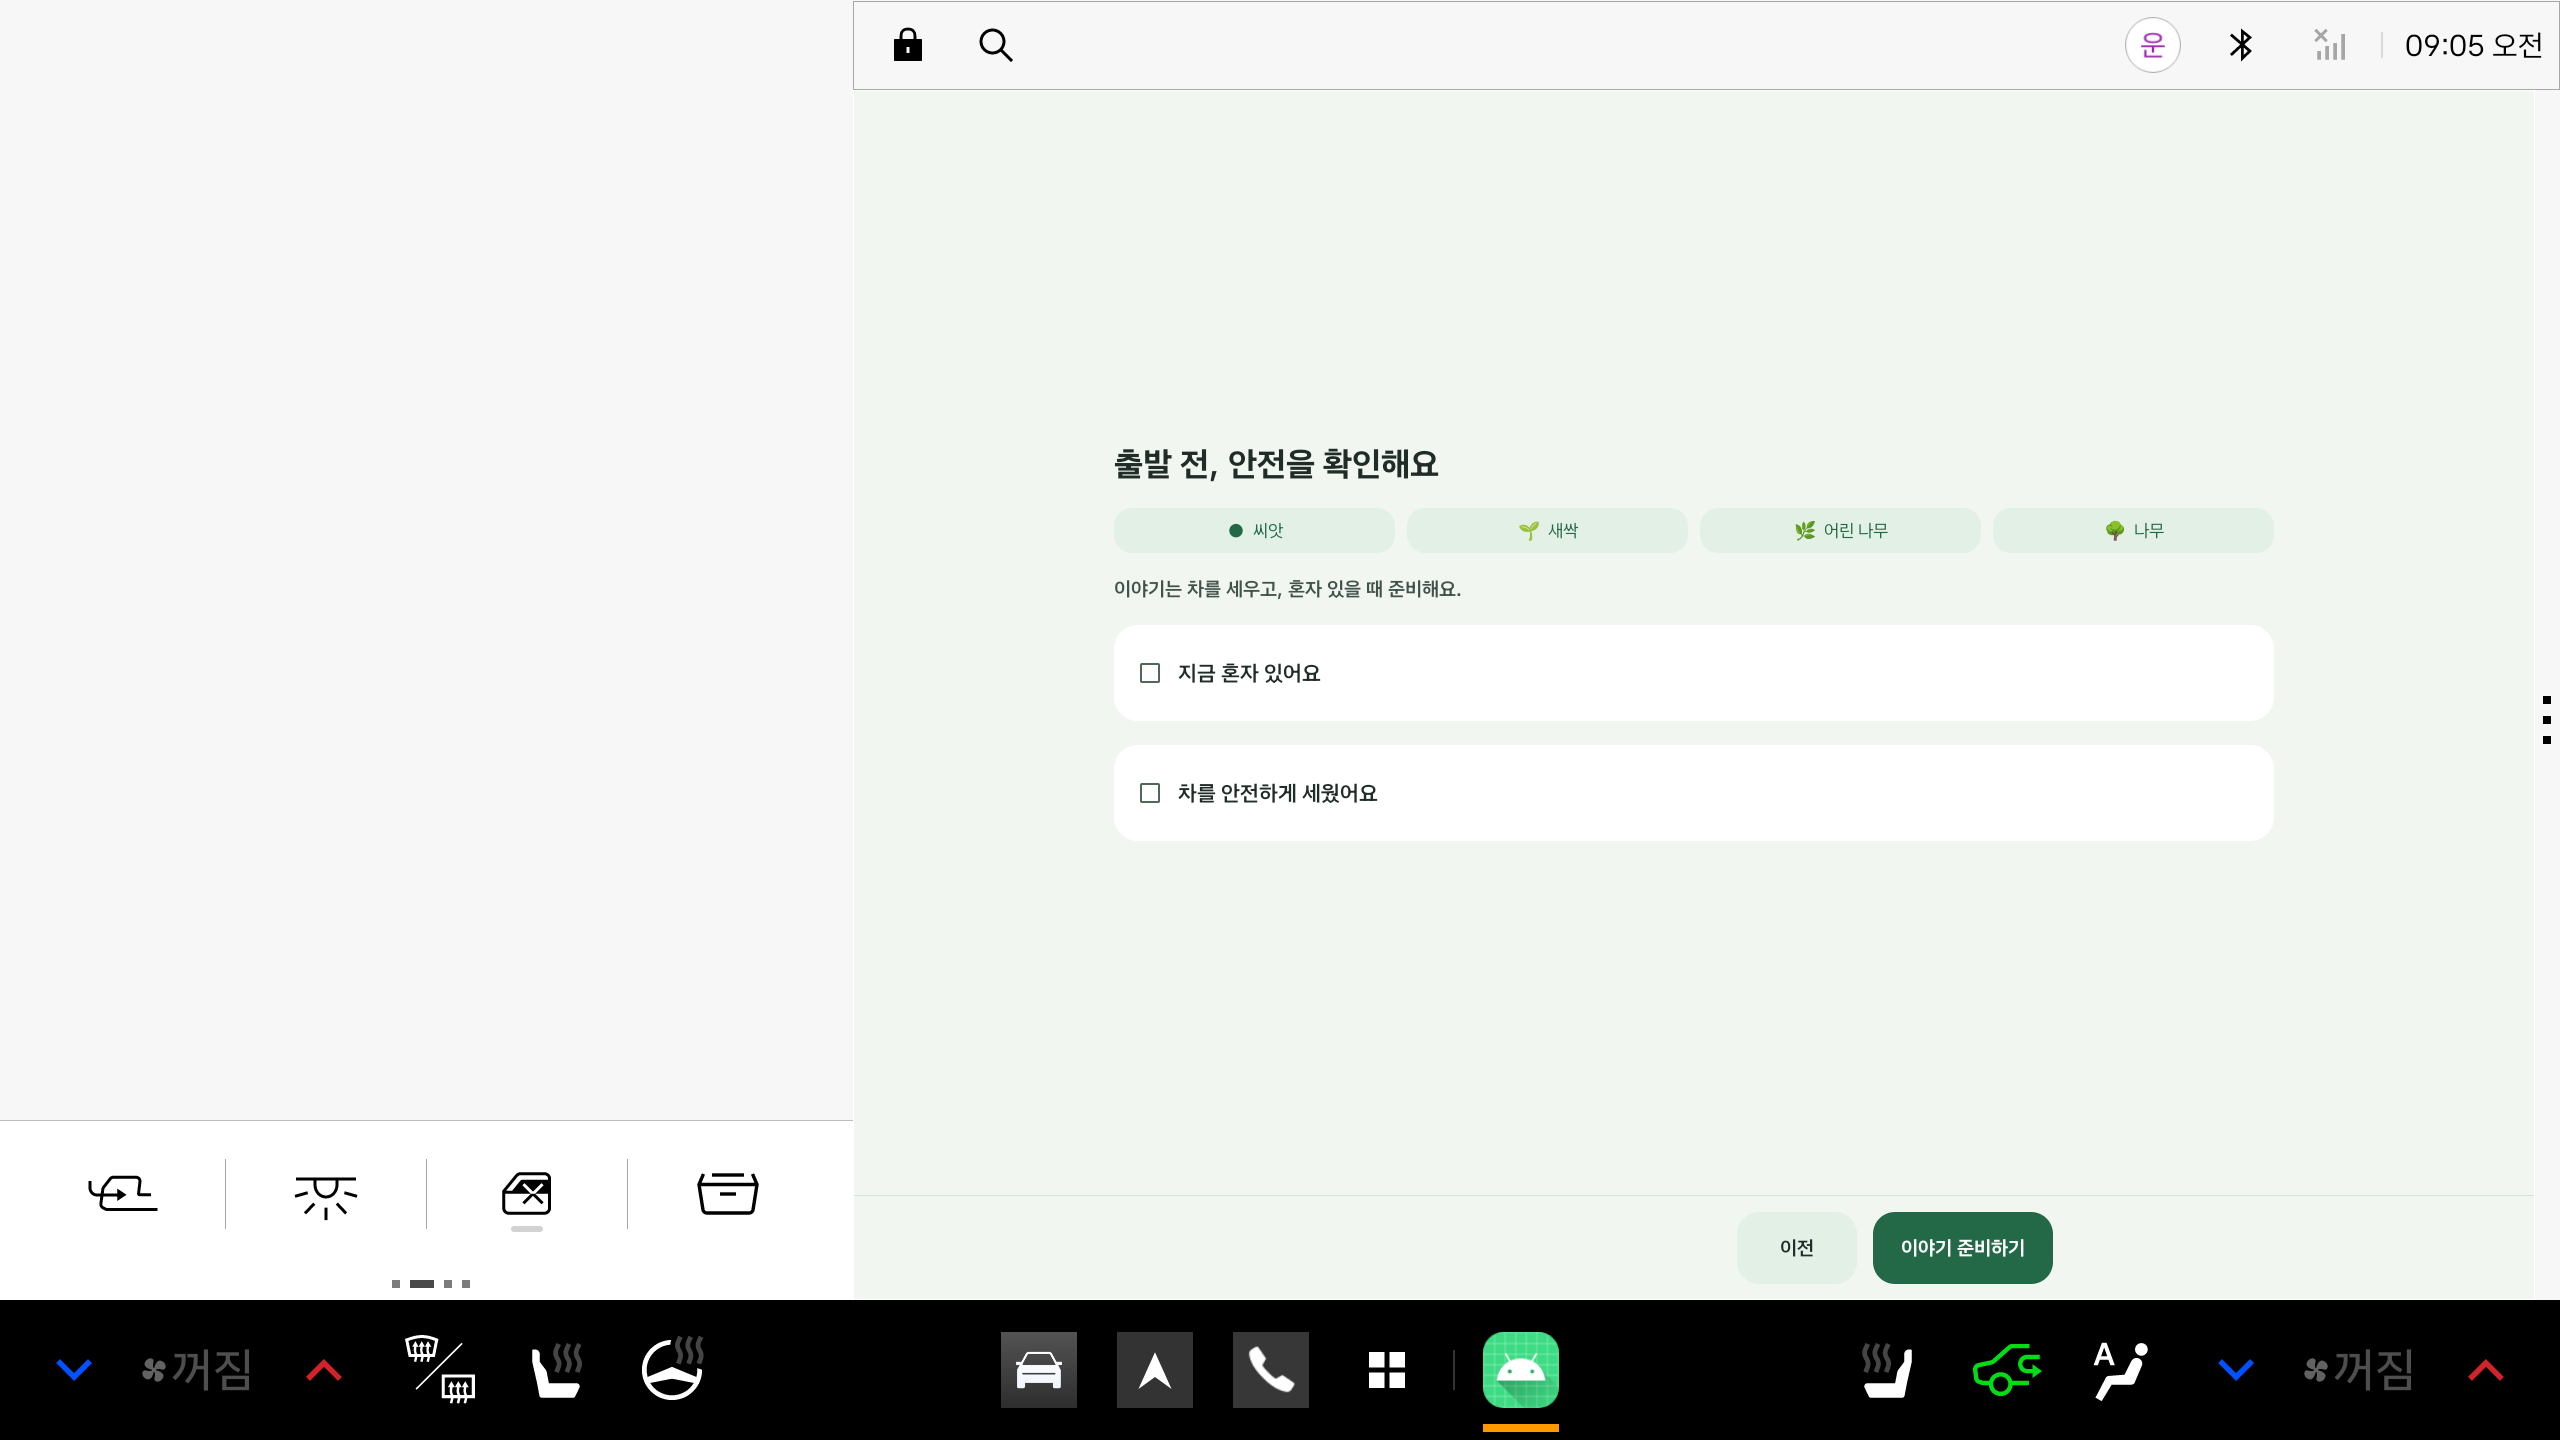 운
09:05 오전
출발 전, 안전을 확인해요
씨앗
새싹
어린 나무
나무
이야기는 차를 세우고, 혼자 있을 때 준비해요.
지금 혼자 있어요
차를 안전하게 세웠어요
이전
이야기 준비하기
꺼짐
A
꺼짐